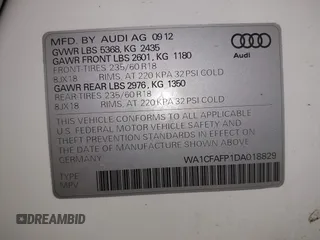 MFD. BY AUDI AG 09 12
GVWR LBS 5368, KG 2435
GAWR FRONT LBS 2601, KG 1180
FRONT-TIRES 235/60 R18
8JX18 RIMS. AT 220 KPA 32 PSI COLD
GAWR REAR LBS 2976, KG 1350
REAR TIRES 235/60 R18
8JX18 RIMS. AT 220 KPA 32 PSI COLD
Audi
THIS VEHICLE CONFORMS TO ALL APPLICABLE
U.S. FEDERAL MOTOR VEHICLE SAFETY AND
THEFT PREVENTION STANDARDS IN EFFECT ON
THE DATE OF MANUFACTURE SHOWN ABOVE.
GERMANY
WA1CFAFP1DA018829
TYPE:
MPV
DREAMBID